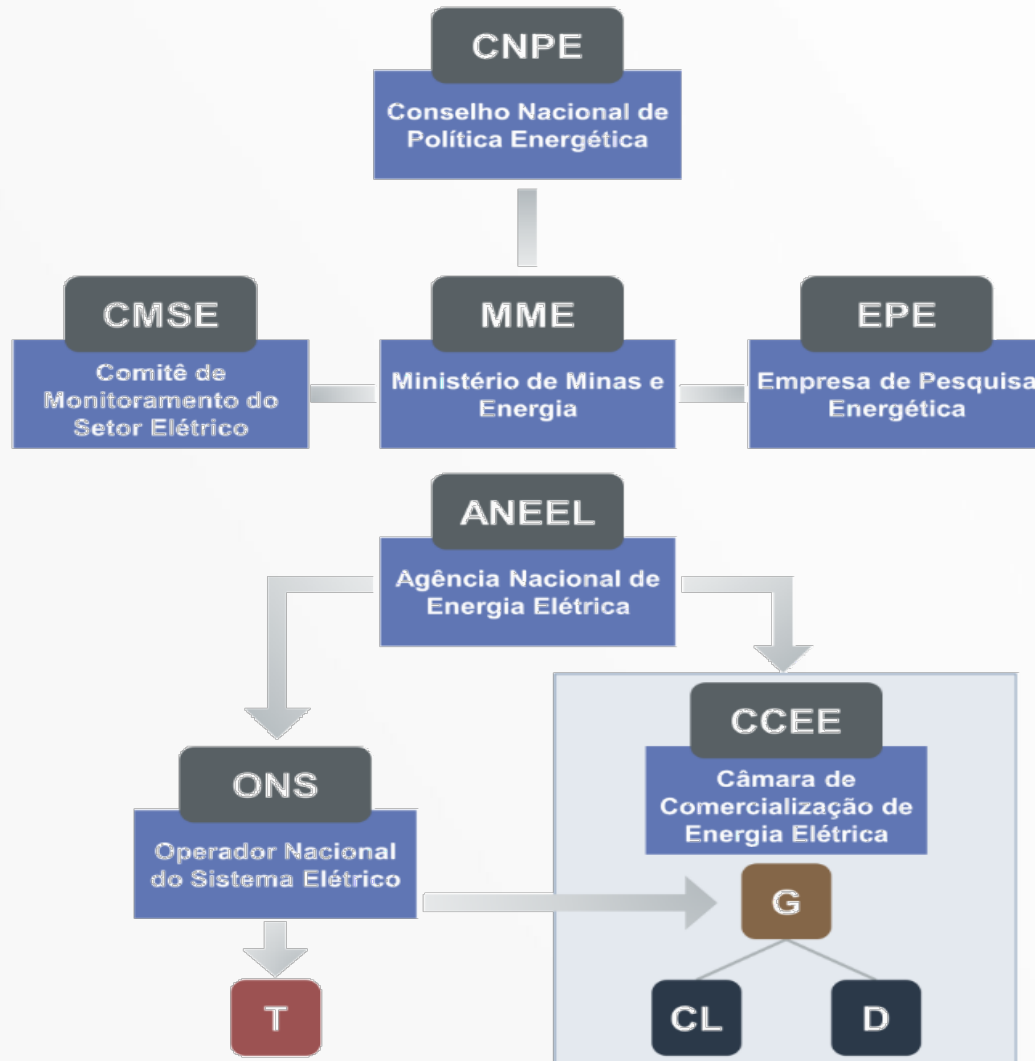 CNPE
Conselho Nacional de
Política Energética
CMSE
Comitê de
Monitoramento do
Setor Elétrico
MME
Ministério de Minas e
Energia
EPE
Empresa de Pesquisa
Energética
ANEEL
Agência Nacional de
Energia Elétrica
ONS
Operador Nacional
do Sistema Elétrico
T
CCEE
Câmara de
Comercialização de
Energia Elétrica
G
CL
D